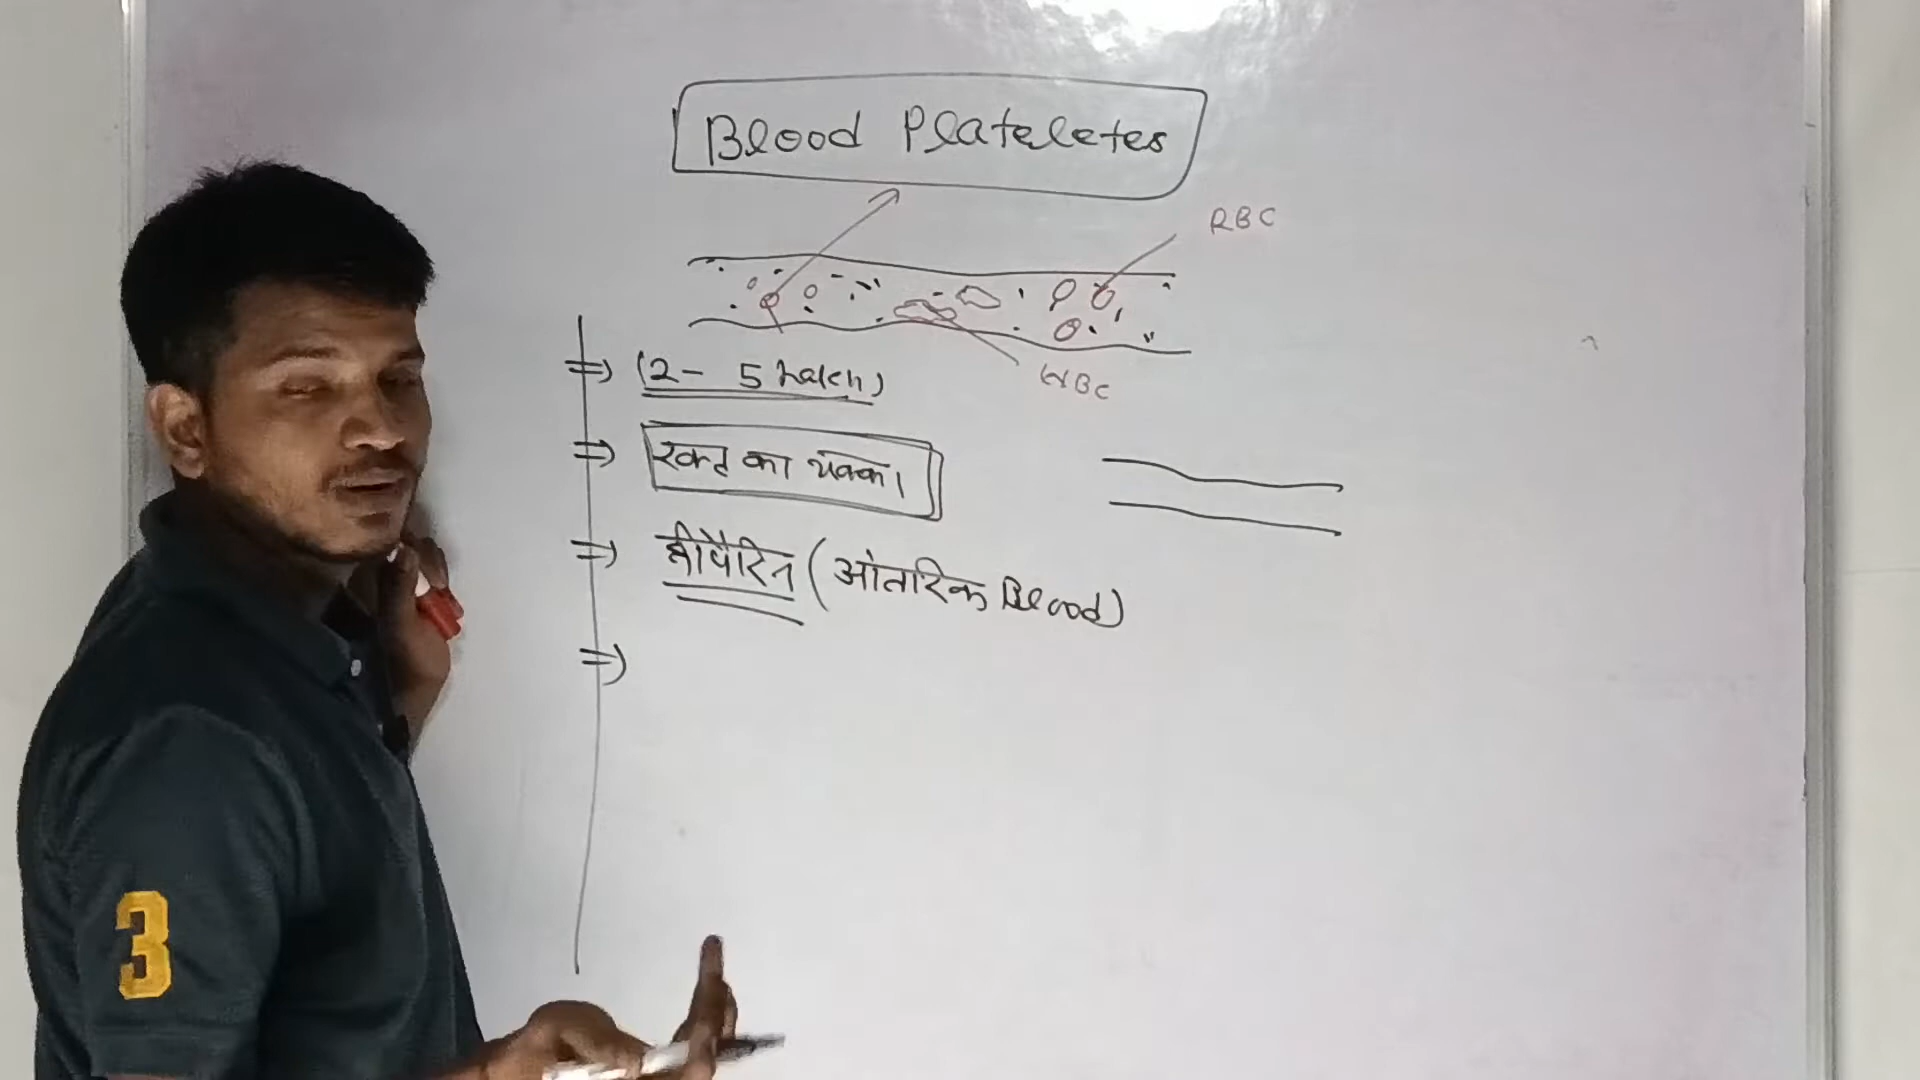 Blood Plateletes
RBC
(2 - 5 Lakh)
WBC
रक्त का थक्का
हीपैरिन (आंतरिक Blood)
3